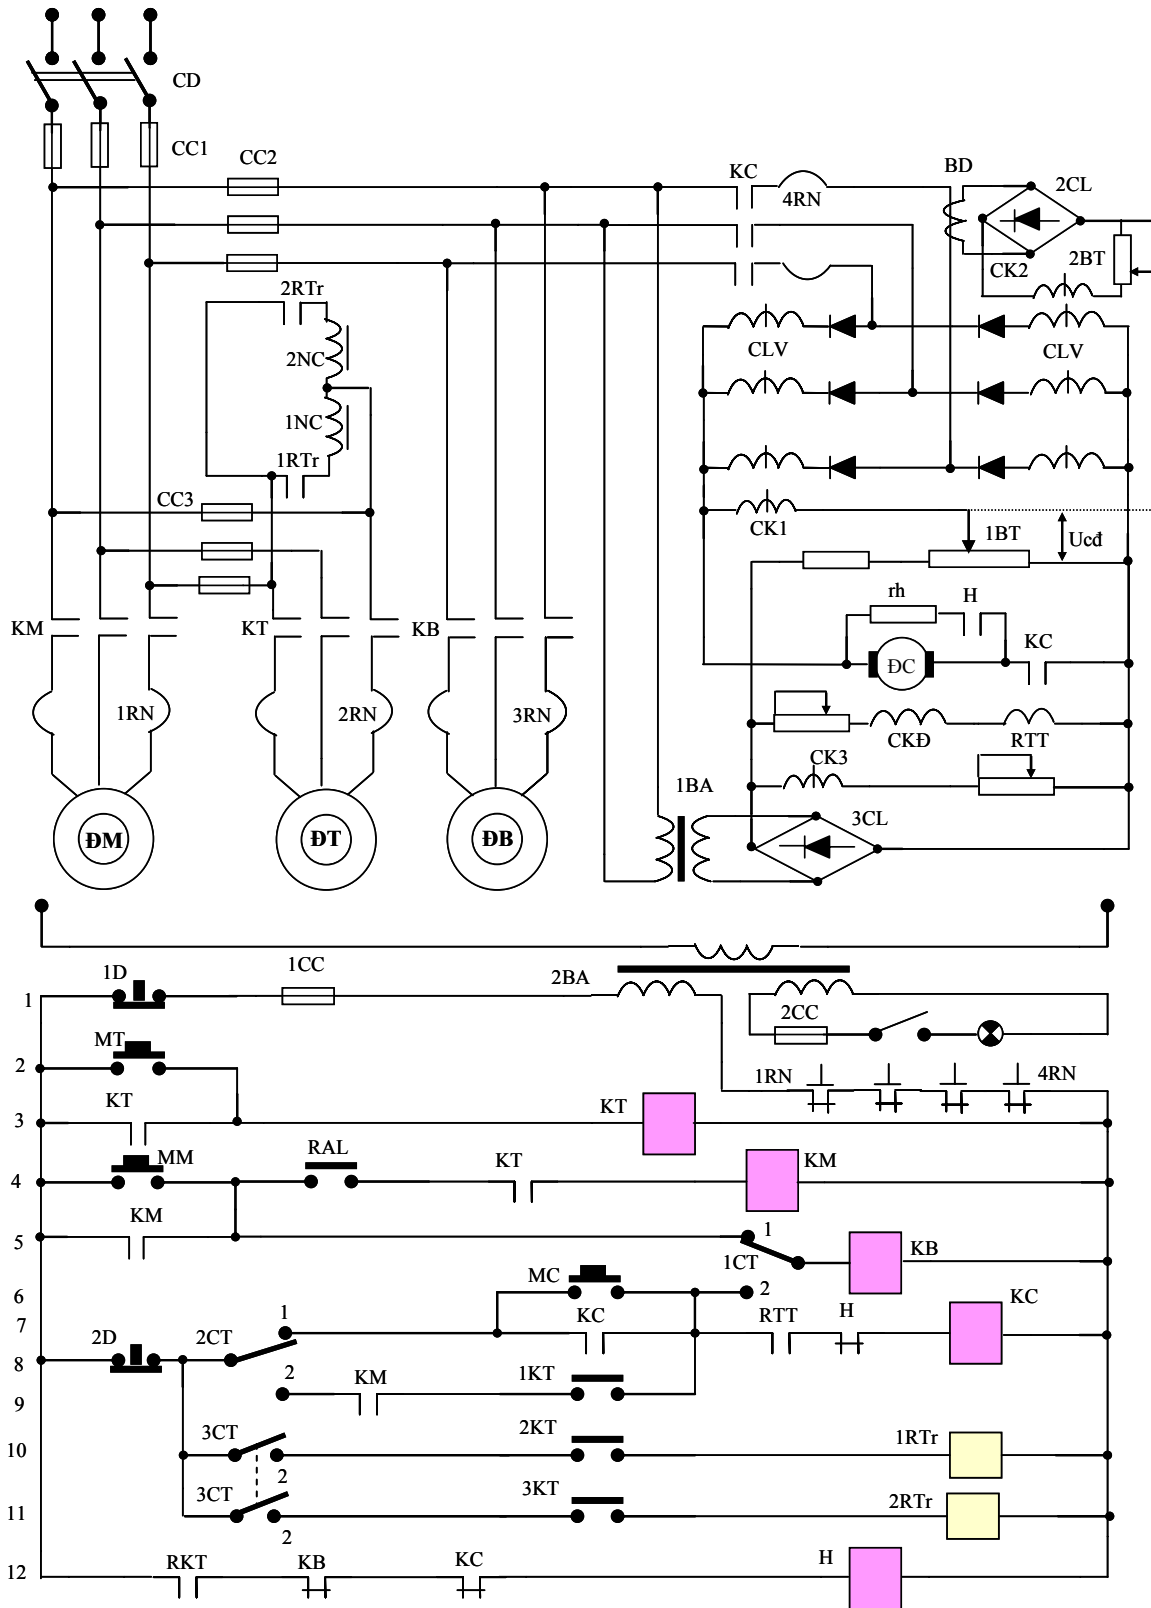 CD
CC1
CC2
KC
4RN
BD
2CL
CK2
2BT
2RTr
CLV
CLV
2NC
1NC
1RTr
CC3
CK1
1BT
Ucđ
rh
H
KM
KT
KB
KC
ĐC
1RN
2RN
3RN
CKĐ
RTT
CK3
1BA
3CL
ĐM
ĐT
ĐB
1D
1CC
2BA
1
2CC
MT
2
1RN
4RN
KT
KT
3
MM
RAL
KT
KM
4
KM
1
5
1CT
KB
MC
2
6
1
KC
RTT
H
KC
7
2D
2CT
8
2
KM
1KT
9
3CT
2KT
1RTr
10
2
3CT
3KT
2RTr
11
2
RKT
KB
KC
H
12